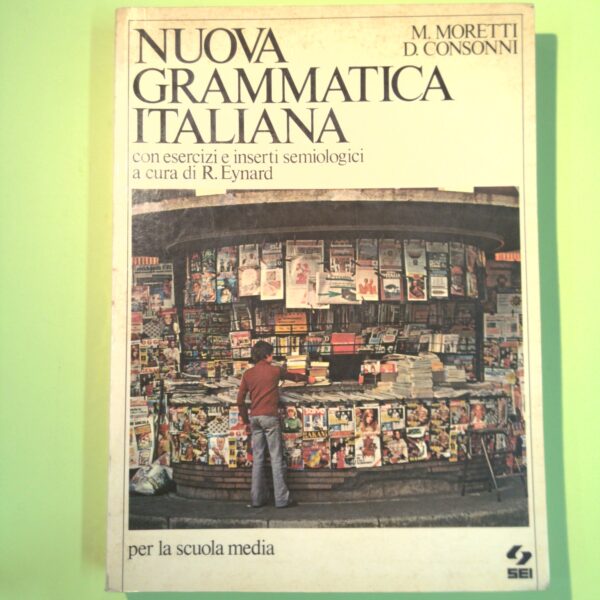 NUOVA
GRAMMATICA
ITALIANA
M. MORETTI
D. CONSONNI
con esercizi e inserti semiologici
a cura di R. Eynard
per la scuola media
SEI